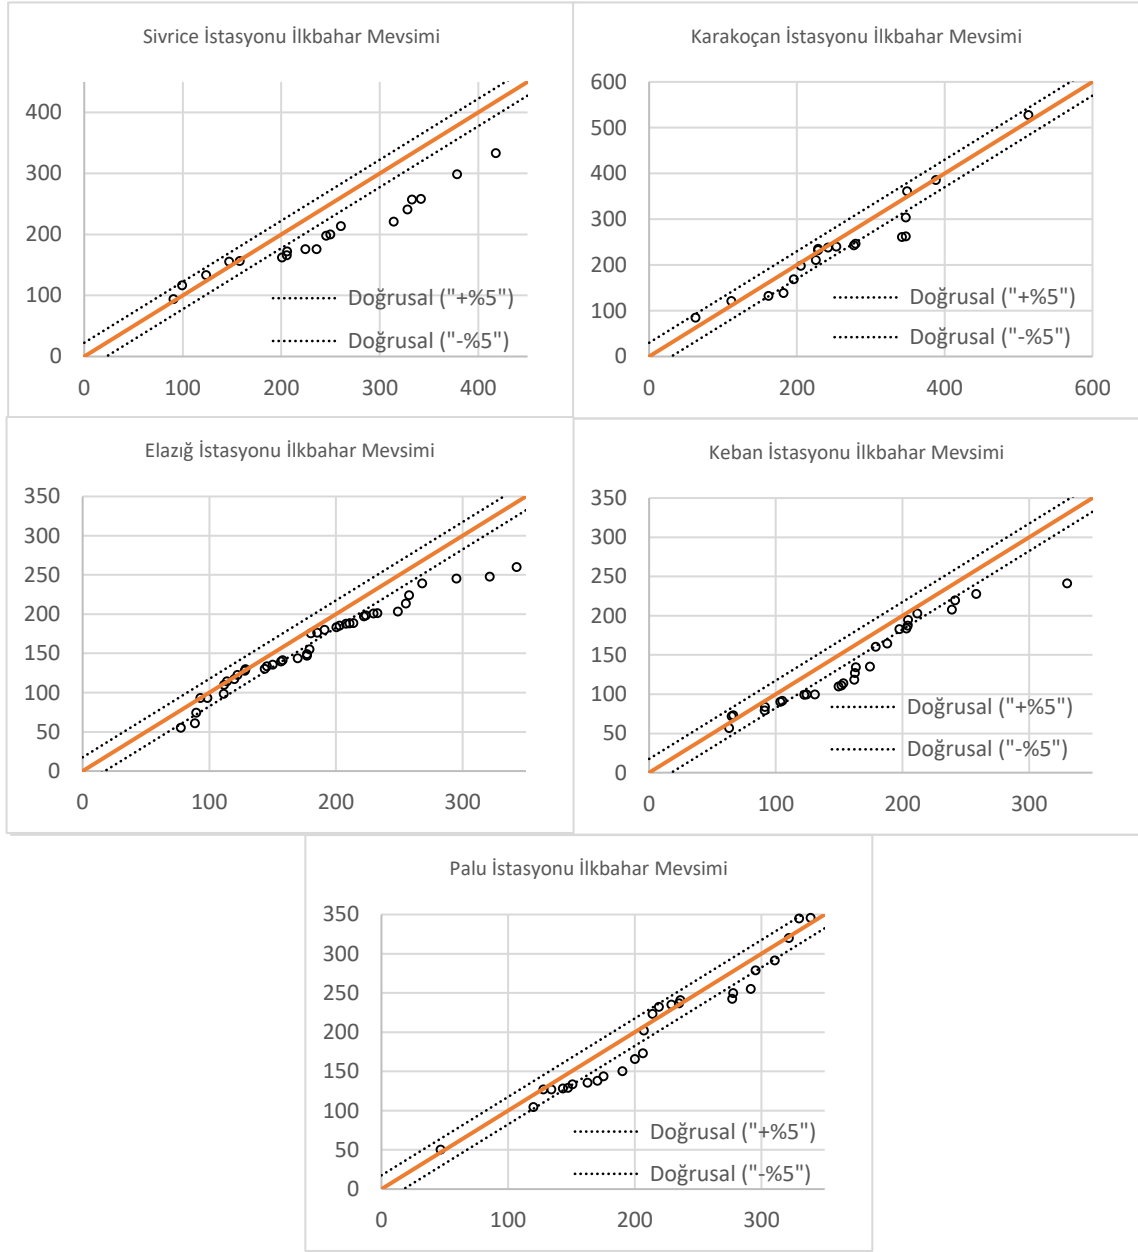 Sivrice İstasyonu İlkbahar Mevsimi
400
300
200
100
0
0 100 200 300 400
Doğrusal ("+%5")
Doğrusal ("-%5")
Karakoçan İstasyonu İlkbahar Mevsimi
600
500
400
300
200
100
0
0 200 400 600
Doğrusal ("+%5")
Doğrusal ("-%5")
Elazığ İstasyonu İlkbahar Mevsimi
350
300
250
200
150
100
50
0
0 100 200 300
Keban İstasyonu İlkbahar Mevsimi
350
300
250
200
150
100
50
0
0 100 200 300
Doğrusal ("+%5")
Doğrusal ("-%5")
Palu İstasyonu İlkbahar Mevsimi
350
300
250
200
150
100
50
0
0 100 200 300
Doğrusal ("+%5")
Doğrusal ("-%5")